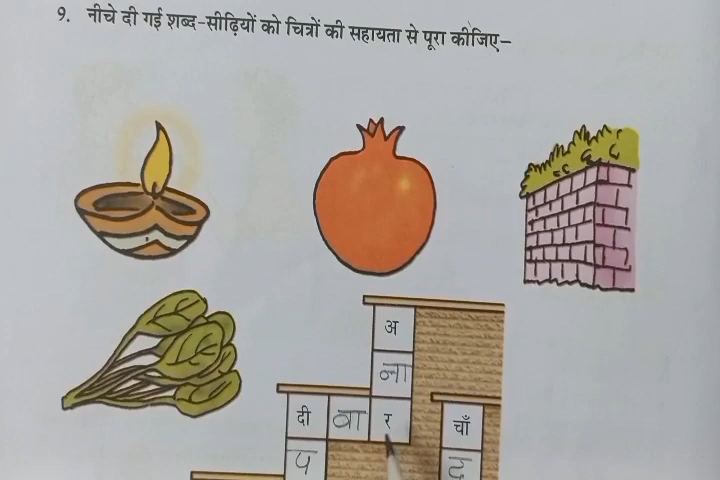 9. नीचे दी गई शब्द-सीढ़ियों को चित्रों की सहायता से पूरा कीजिए–
अ
ना
दी वा र
चाँ
प
द